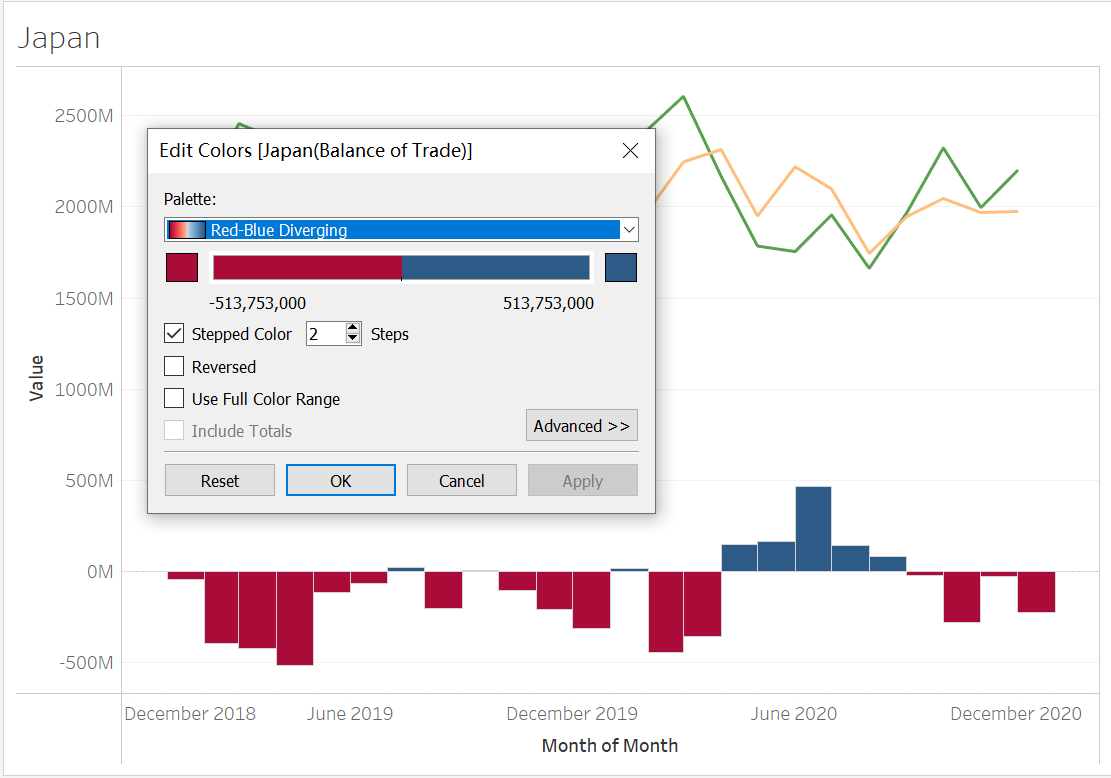 Japan
2500M
2000M
1500M
1000M
500M
0M
-500M
Value
Edit Colors [Japan(Balance of Trade)]
Palette:
Red-Blue Diverging
-513,753,000 513,753,000
Stepped Color 2 Steps
Reversed
Use Full Color Range
Include Totals
Advanced >>
Reset OK Cancel Apply
December 2018 June 2019 December 2019 June 2020 December 2020
Month of Month